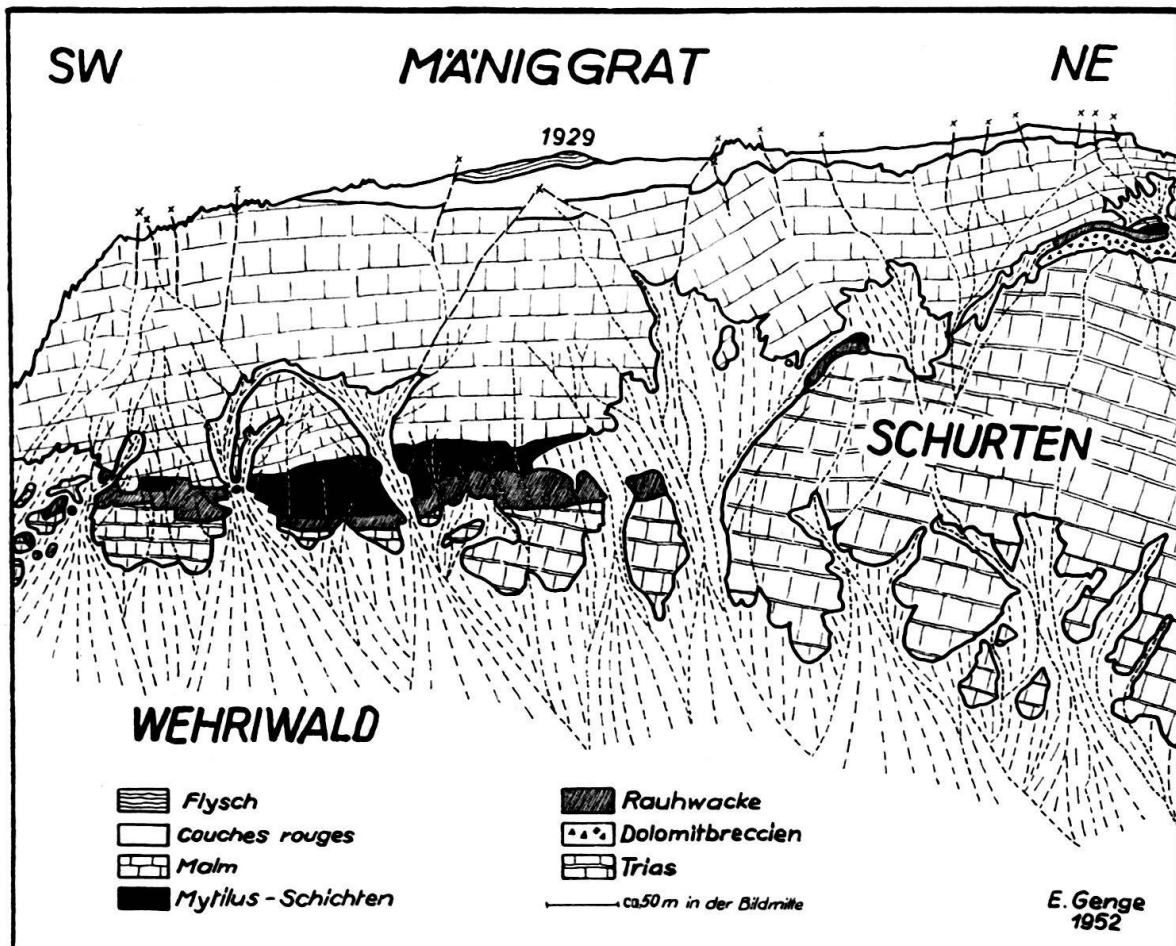 SW MÄNIGGRAT NE
1929
SCHURTEN
WEHRIWALD
Flysch
Couches rouges
Malm
Mytilus - Schichten
Rauhwacke
Dolomitbreccien
Trias
ca. 50 m in der Bildmitte
E. Genge
1952